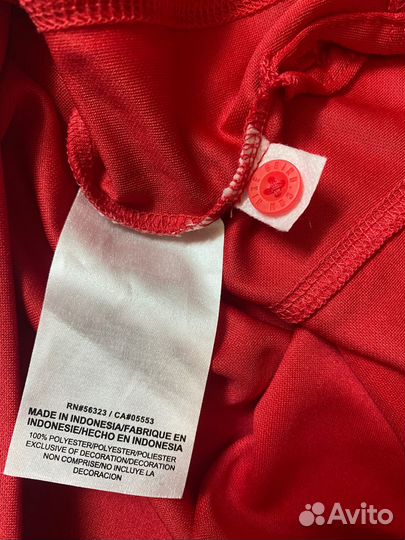 RN#56323 / CA#05553
MADE IN INDONESIA/FABRIQUE EN
INDONESIE/HECHO EN INDONESIA
100% POLYESTER/POLYESTER/POLIESTER
EXCLUSIVE OF DECORATION/DECORATION
NON COMPRISE/NO INCLUYE LA
DECORACION
Avito